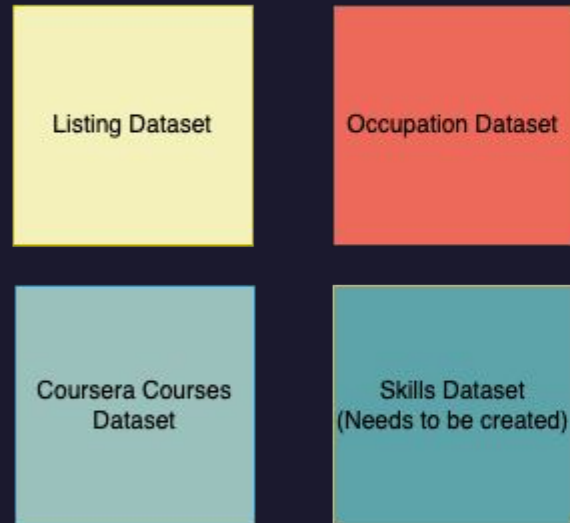 Listing Dataset
Occupation Dataset
Coursera Courses
Dataset
Skills Dataset
(Needs to be created)